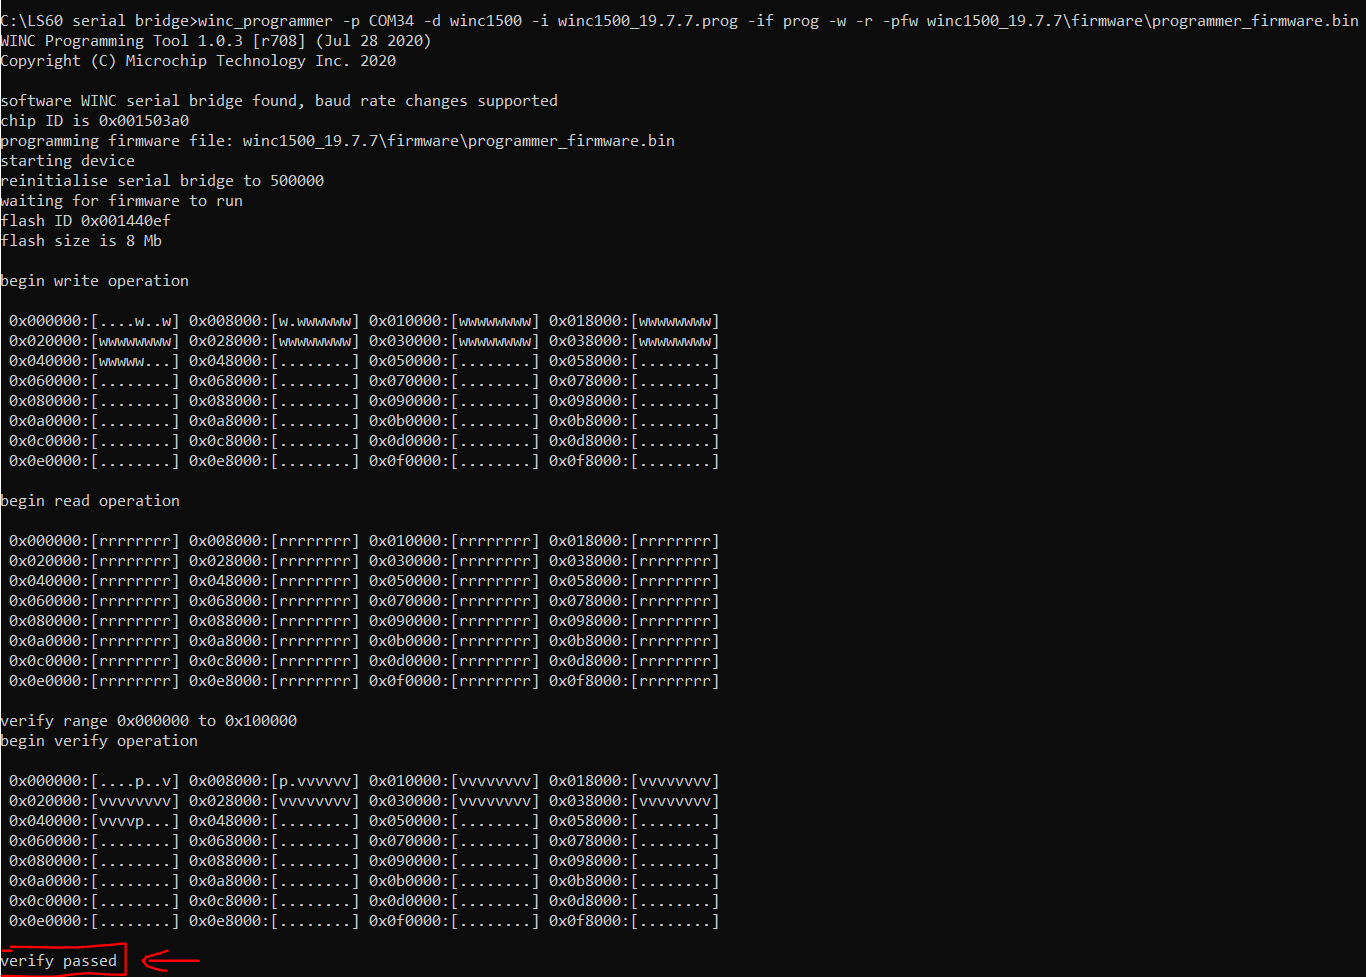 C:\LS60 serial bridge>winc_programmer -p COM34 -d winc1500 -i winc1500_19.7.7.prog -if prog -w -r -pfw winc1500_19.7.7\firmware\programmer_firmware.bin
WINC Programming Tool 1.0.3 [r708] (Jul 28 2020)
Copyright (C) Microchip Technology Inc. 2020
software WINC serial bridge found, baud rate changes supported
chip ID is 0x001503a0
programming firmware file: winc1500_19.7.7\firmware\programmer_firmware.bin
starting device
reinitialise serial bridge to 500000
waiting for firmware to run
flash ID 0x001440ef
flash size is 8 Mb
begin write operation
0x000000:[....w..w] 0x008000:[w.wwwwww] 0x010000:[wwwwwwww] 0x018000:[wwwwwwww]
0x020000:[wwwwwwww] 0x028000:[wwwwwwww] 0x030000:[wwwwwwww] 0x038000:[wwwwwwww]
0x040000:[wwwww...] 0x048000:[........] 0x050000:[........] 0x058000:[........]
0x060000:[........] 0x068000:[........] 0x070000:[........] 0x078000:[........]
0x080000:[........] 0x088000:[........] 0x090000:[........] 0x098000:[........]
0x0a0000:[........] 0x0a8000:[........] 0x0b0000:[........] 0x0b8000:[........]
0x0c0000:[........] 0x0c8000:[........] 0x0d0000:[........] 0x0d8000:[........]
0x0e0000:[........] 0x0e8000:[........] 0x0f0000:[........] 0x0f8000:[........]
begin read operation
0x000000:[rrrrrrrr] 0x008000:[rrrrrrrr] 0x010000:[rrrrrrrr] 0x018000:[rrrrrrrr]
0x020000:[rrrrrrrr] 0x028000:[rrrrrrrr] 0x030000:[rrrrrrrr] 0x038000:[rrrrrrrr]
0x040000:[rrrrrrrr] 0x048000:[rrrrrrrr] 0x050000:[rrrrrrrr] 0x058000:[rrrrrrrr]
0x060000:[rrrrrrrr] 0x068000:[rrrrrrrr] 0x070000:[rrrrrrrr] 0x078000:[rrrrrrrr]
0x080000:[rrrrrrrr] 0x088000:[rrrrrrrr] 0x090000:[rrrrrrrr] 0x098000:[rrrrrrrr]
0x0a0000:[rrrrrrrr] 0x0a8000:[rrrrrrrr] 0x0b0000:[rrrrrrrr] 0x0b8000:[rrrrrrrr]
0x0c0000:[rrrrrrrr] 0x0c8000:[rrrrrrrr] 0x0d0000:[rrrrrrrr] 0x0d8000:[rrrrrrrr]
0x0e0000:[rrrrrrrr] 0x0e8000:[rrrrrrrr] 0x0f0000:[rrrrrrrr] 0x0f8000:[rrrrrrrr]
verify range 0x000000 to 0x100000
begin verify operation
0x000000:[....p..v] 0x008000:[p.vvvvvv] 0x010000:[vvvvvvvv] 0x018000:[vvvvvvvv]
0x020000:[vvvvvvvv] 0x028000:[vvvvvvvv] 0x030000:[vvvvvvvv] 0x038000:[vvvvvvvv]
0x040000:[vvvvp...] 0x048000:[........] 0x050000:[........] 0x058000:[........]
0x060000:[........] 0x068000:[........] 0x070000:[........] 0x078000:[........]
0x080000:[........] 0x088000:[........] 0x090000:[........] 0x098000:[........]
0x0a0000:[........] 0x0a8000:[........] 0x0b0000:[........] 0x0b8000:[........]
0x0c0000:[........] 0x0c8000:[........] 0x0d0000:[........] 0x0d8000:[........]
0x0e0000:[........] 0x0e8000:[........] 0x0f0000:[........] 0x0f8000:[........]
verify passed